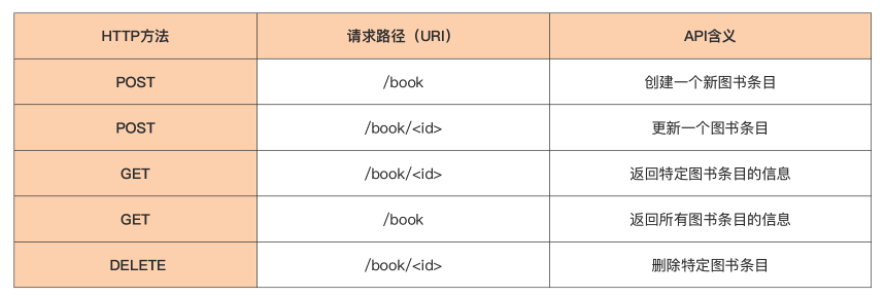 HTTP方法 请求路径（URI） API含义
POST /book 创建一个新图书条目
POST /book/<id> 更新一个图书条目
GET /book/<id> 返回特定图书条目的信息
GET /book 返回所有图书条目的信息
DELETE /book/<id> 删除特定图书条目